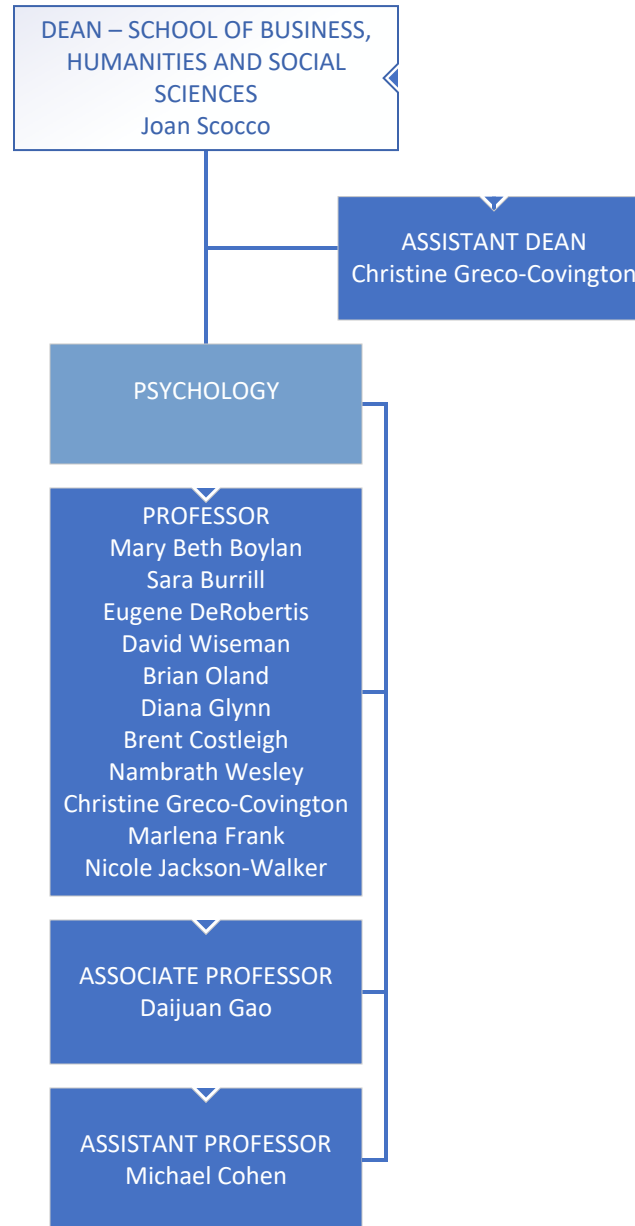 DEAN – SCHOOL OF BUSINESS,
HUMANITIES AND SOCIAL
SCIENCES
Joan Scocco
ASSISTANT DEAN
Christine Greco-Covington
PSYCHOLOGY
PROFESSOR
Mary Beth Boylan
Sara Burrill
Eugene DeRobertis
David Wiseman
Brian Oland
Diana Glynn
Brent Costleigh
Nambrath Wesley
Christine Greco-Covington
Marlena Frank
Nicole Jackson-Walker
ASSOCIATE PROFESSOR
Daijuan Gao
ASSISTANT PROFESSOR
Michael Cohen